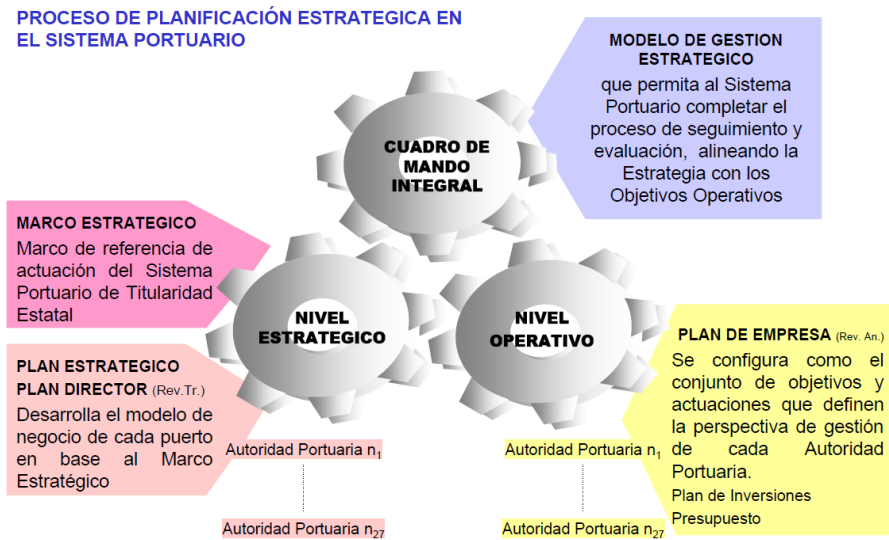 PROCESO DE PLANIFICACIÓN ESTRATEGICA EN
EL SISTEMA PORTUARIO
MODELO DE GESTION
ESTRATEGICO
que permita al Sistema
Portuario completar el
proceso de seguimiento y
evaluación, alineando la
Estrategia con los
Objetivos Operativos
CUADRO DE
MANDO
INTEGRAL
MARCO ESTRATEGICO
Marco de referencia de
actuación del Sistema
Portuario de Titularidad
Estatal
NIVEL
ESTRATEGICO
NIVEL
OPERATIVO
PLAN ESTRATEGICO
PLAN DIRECTOR (Rev.Tr.)
Desarrolla el modelo de
negocio de cada puerto
en base al Marco
Estratégico
PLAN DE EMPRESA (Rev. An.)
Se configura como el
conjunto de objetivos y
actuaciones que definen
la perspectiva de gestión
de cada Autoridad
Portuaria.
Plan de Inversiones
Presupuesto
Autoridad Portuaria n1
Autoridad Portuaria n27
Autoridad Portuaria n1
Autoridad Portuaria n27